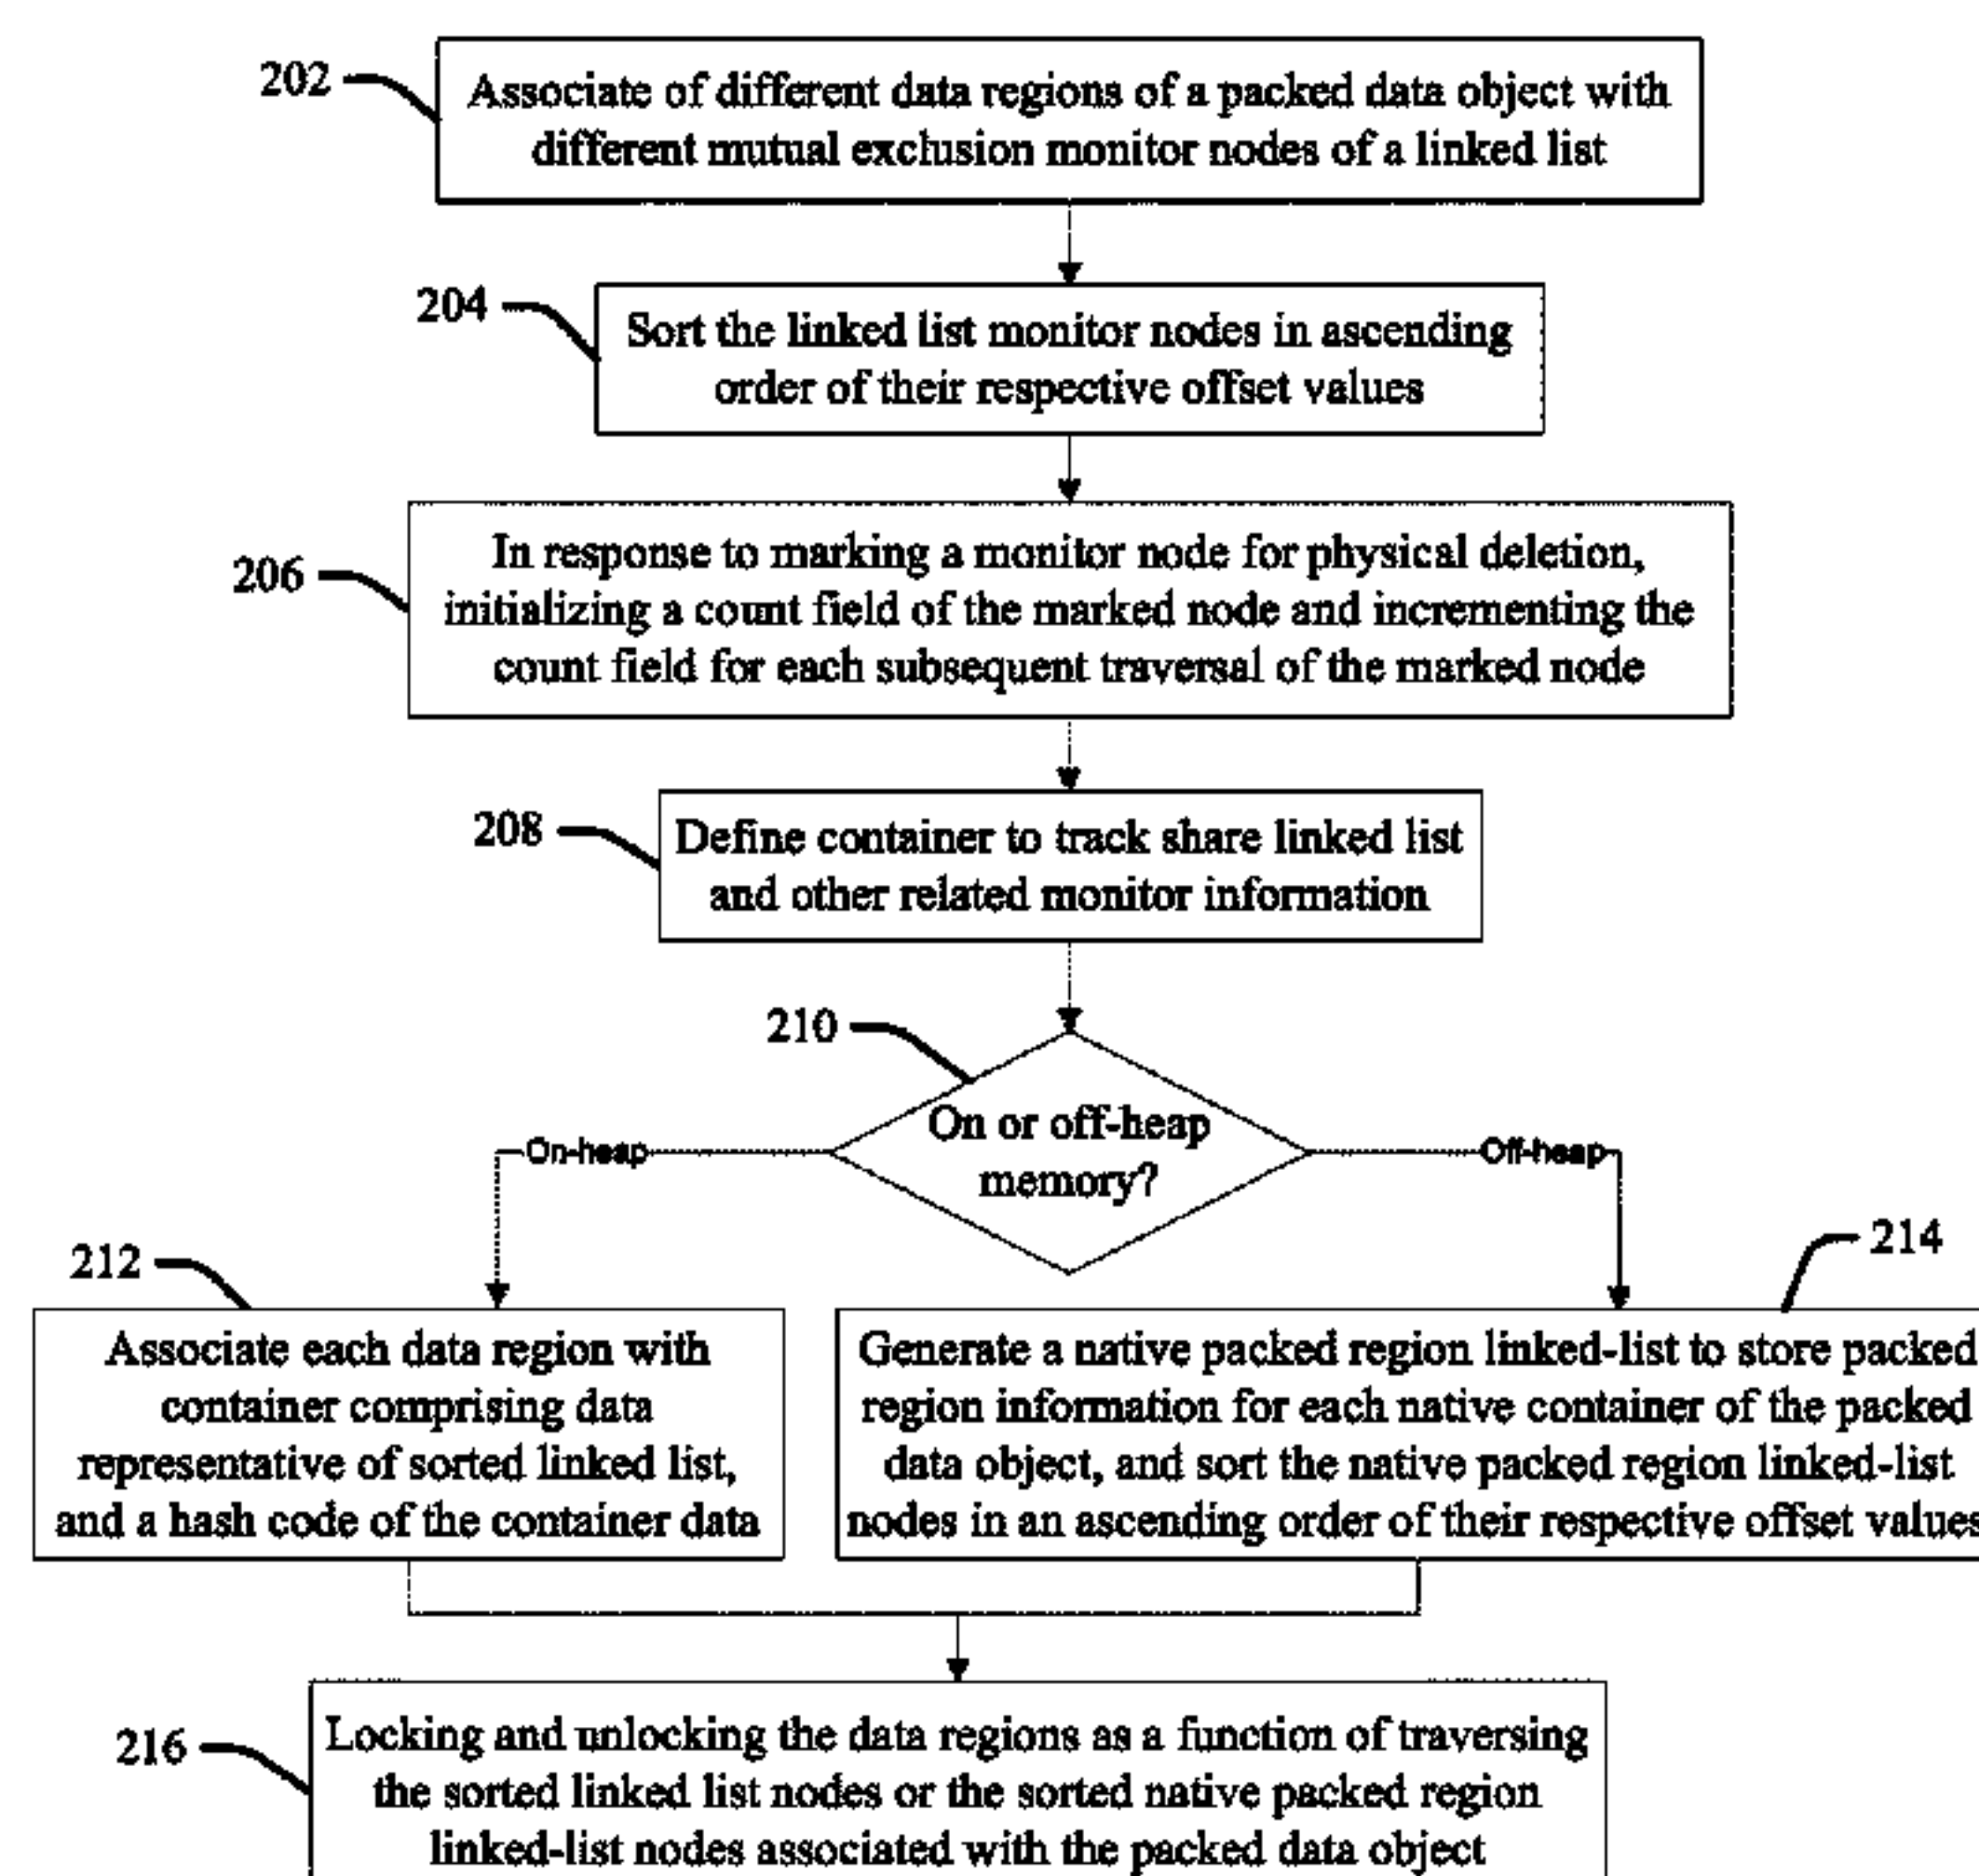 202
Associate of different data regions of a packed data object with
different mutual exclusion monitor nodes of a linked list
204
Sort the linked list monitor nodes in ascending
order of their respective offset values
206
In response to marking a monitor node for physical deletion,
initializing a count field of the marked node and incrementing the
count field for each subsequent traversal of the marked node
208
Define container to track share linked list
and other related monitor information
210
On or off-heap
memory?
On-heap
Off-heap
212
Associate each data region with
container comprising data
representative of sorted linked list,
and a hash code of the container data
214
Generate a native packed region linked-list to store packed
region information for each native container of the packed
data object, and sort the native packed region linked-list
nodes in an ascending order of their respective offset values
216
Locking and unlocking the data regions as a function of traversing
the sorted linked list nodes or the sorted native packed region
linked-list nodes associated with the packed data object